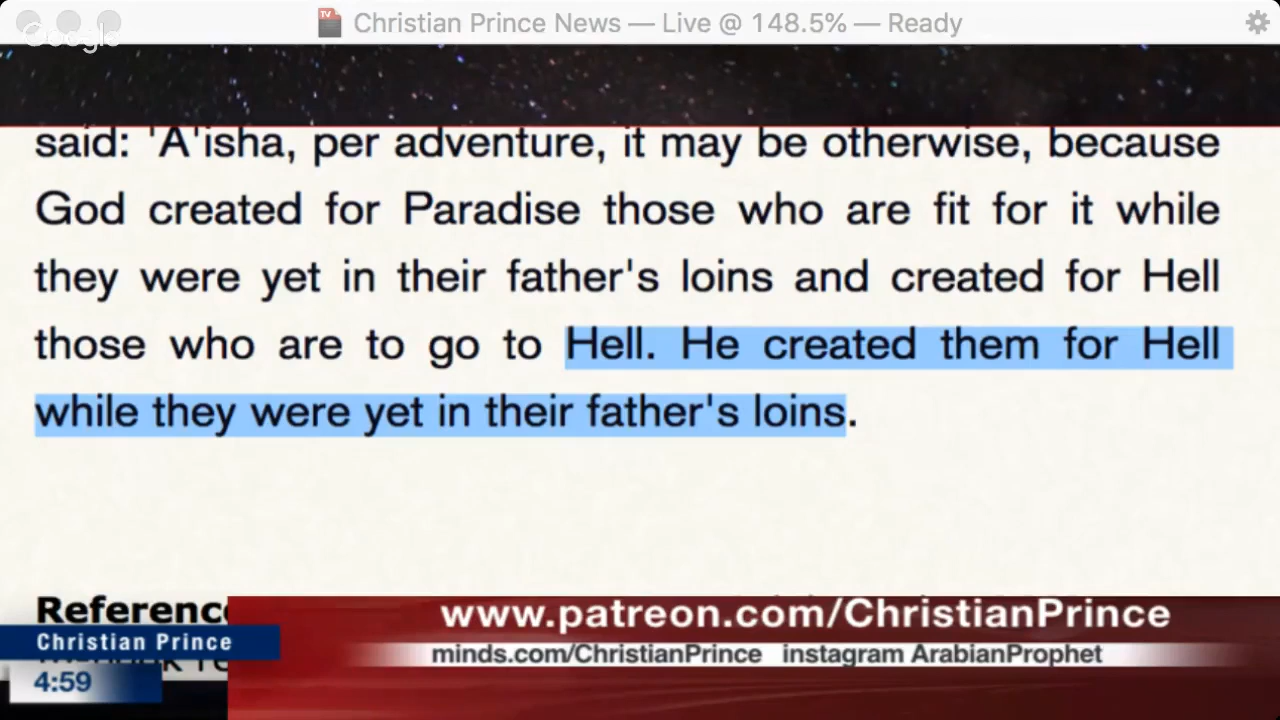 Christian Prince News — Live @ 148.5% — Ready
Google
said: 'A'isha, per adventure, it may be otherwise, because
God created for Paradise those who are fit for it while
they were yet in their father's loins and created for Hell
those who are to go to Hell. He created them for Hell
while they were yet in their father's loins.
Referenc
www.patreon.com/ChristianPrince
Christian Prince
minds.com/ChristianPrince instagram ArabianProphet
4:59